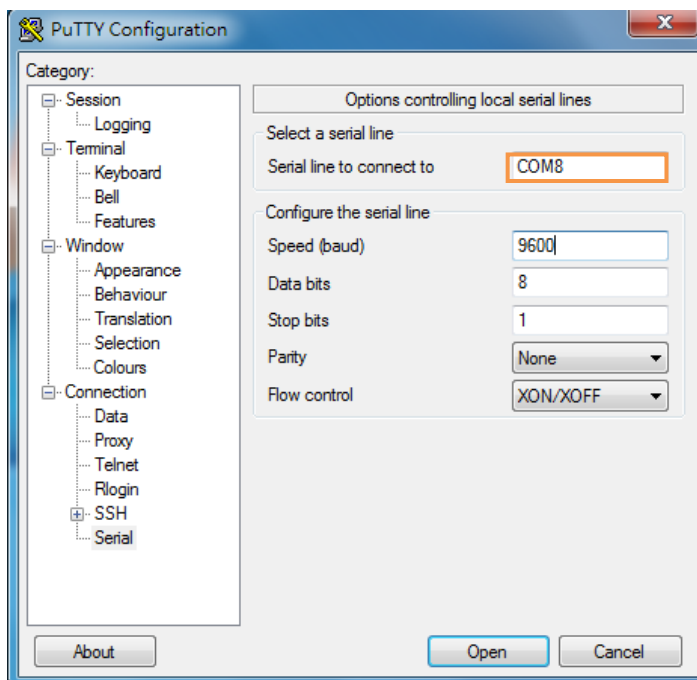 PuTTY Configuration
Category:
Session
Logging
Terminal
Keyboard
Bell
Features
Window
Appearance
Behaviour
Translation
Selection
Colours
Connection
Data
Proxy
Telnet
Rlogin
SSH
Serial
Options controlling local serial lines
Select a serial line
Serial line to connect to COM8
Configure the serial line
Speed (baud) 9600
Data bits 8
Stop bits 1
Parity None
Flow control XON/XOFF
About Open Cancel